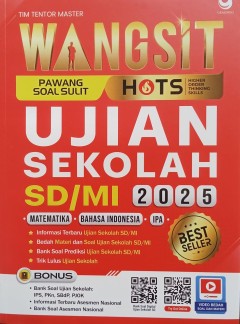 TIM TENTOR MASTER
WANGSIT
PAWANG
SOAL SULIT
HOTS
HIGHER
ORDER
THINKING
SKILLS
UJIAN
SEKOLAH
SD/MI 2025
MATEMATIKA • BAHASA INDONESIA • IPA
• Informasi Terbaru Ujian Sekolah SD/MI
• Bedah Materi dan Soal Ujian Sekolah SD/MI
• Bank Soal Prediksi Ujian Sekolah SD/MI
• Trik Lulus Ujian Sekolah
BEST
SELLER
BONUS
• Bank Soal Ujian Sekolah:
IPS, PKn, SBdP, PJOK
• Informasi Terbaru Asesmen Nasional
• Bank Soal Asesmen Nasional
VIDEO BEDAH